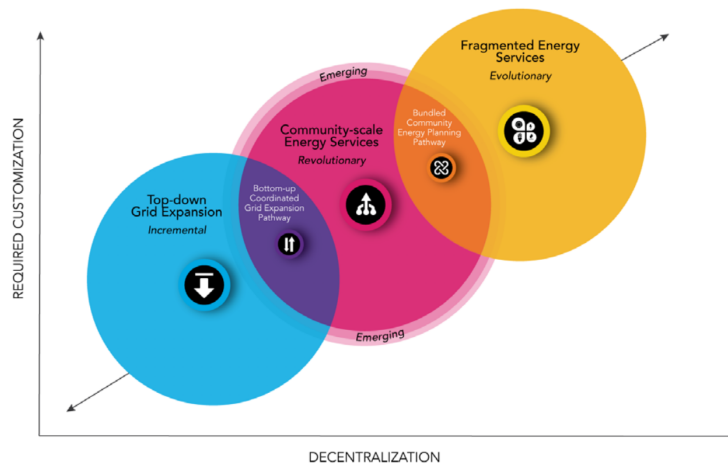 Fragmented Energy
Services
Evolutionary
Emerging
Bundled
Community
Energy Planning
Pathway
Community-scale
Energy Services
Revolutionary
Bottom-up
Coordinated
Grid Expansion
Pathway
Top-down
Grid Expansion
Incremental
Emerging
REQUIRED CUSTOMIZATION
DECENTRALIZATION